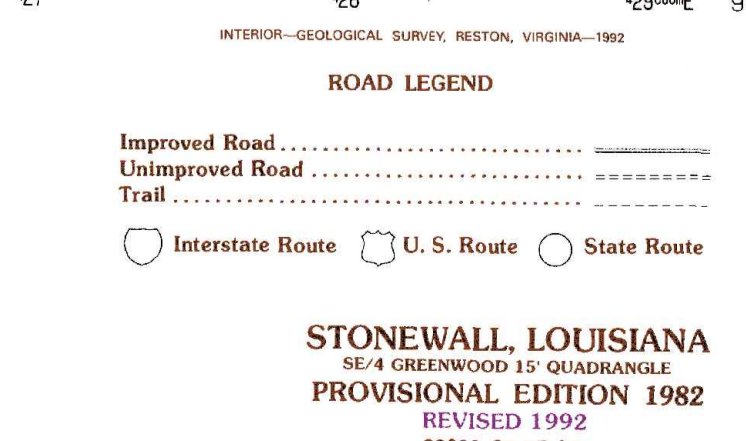 INTERIOR—GEOLOGICAL SURVEY, RESTON, VIRGINIA—1992
ROAD LEGEND
Improved Road
Unimproved Road
Trail
Interstate Route U. S. Route State Route
STONEWALL, LOUISIANA
SE/4 GREENWOOD 15' QUADRANGLE
PROVISIONAL EDITION 1982
REVISED 1992